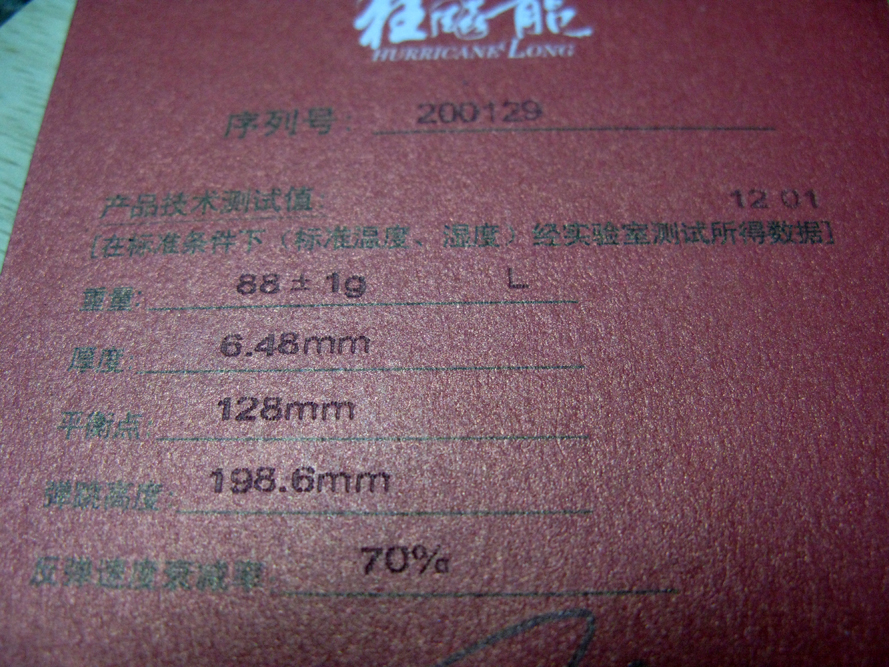 狂飚龍
HURRICANE LONG
序列号: 200129
产品技术测试值: 12 01
[在标准条件下（标准温度、湿度）经实验室测试所得数据]
重量: 88 ± 1g L
厚度: 6.48mm
平衡点: 128mm
弹跳高度: 198.6mm
反弹速度衰减率: 70%